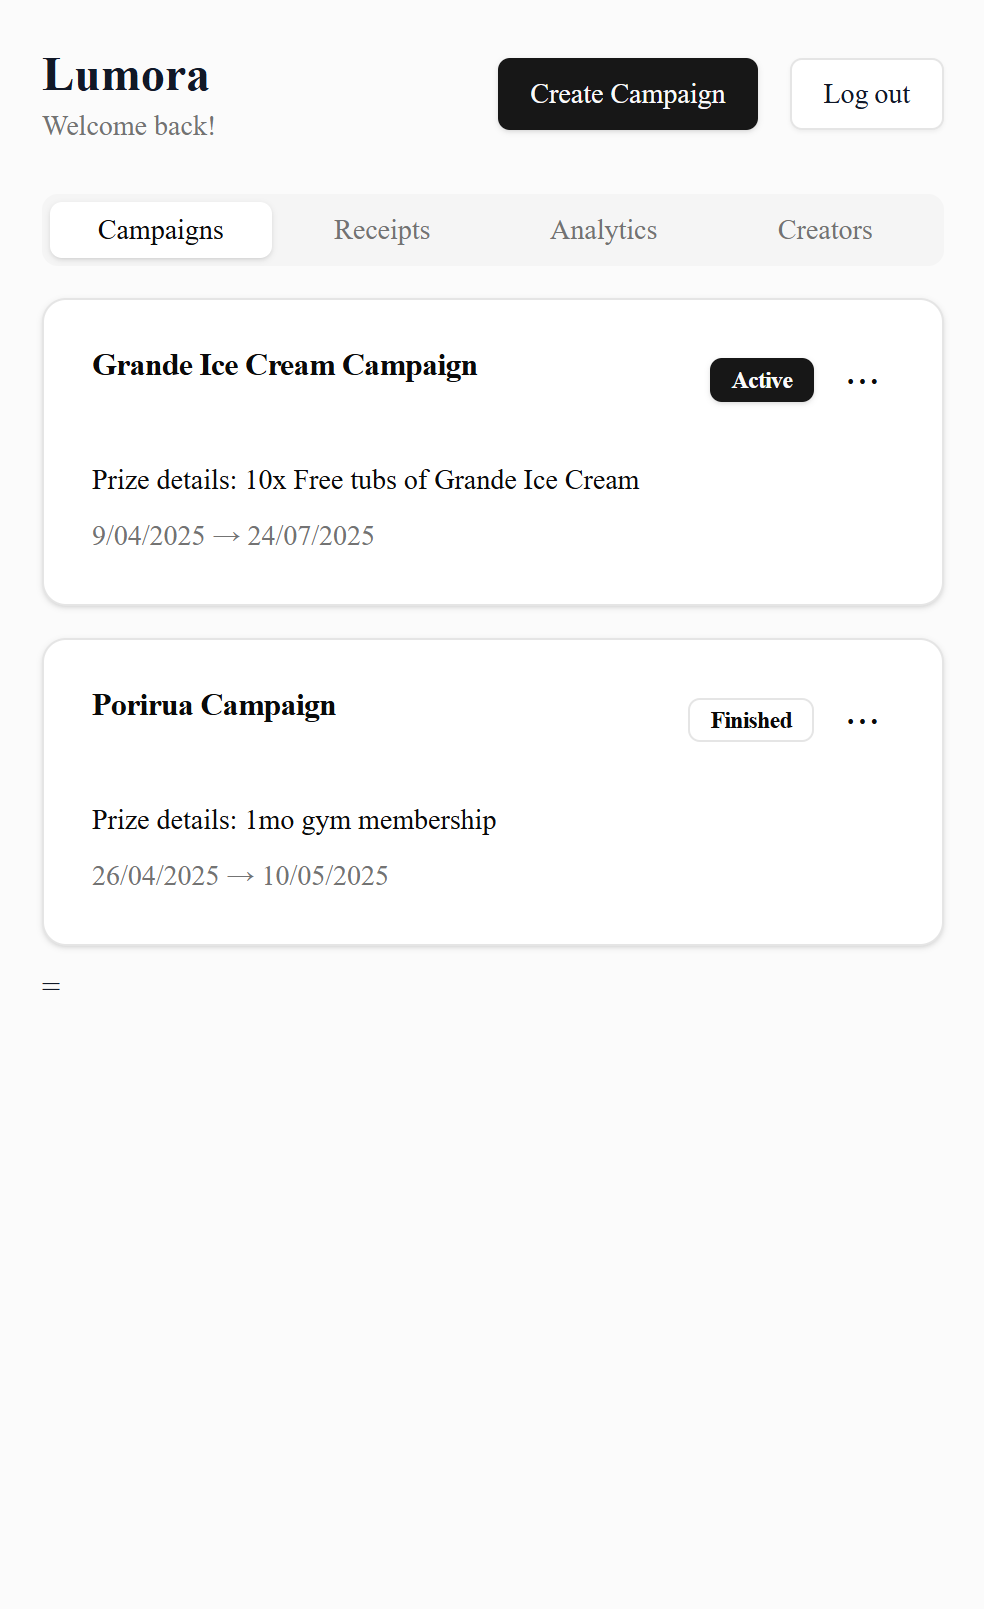 Lumora
Welcome back!
Create Campaign
Log out
Campaigns
Receipts
Analytics
Creators
Grande Ice Cream Campaign
Active
...
Prize details: 10x Free tubs of Grande Ice Cream
9/04/2025 → 24/07/2025
Porirua Campaign
Finished
...
Prize details: 1mo gym membership
26/04/2025 → 10/05/2025
=